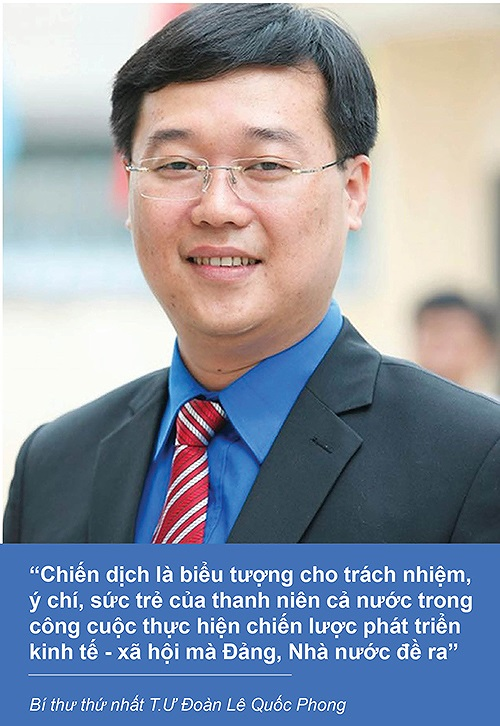 “Chiến dịch là biểu tượng cho trách nhiệm,
ý chí, sức trẻ của thanh niên cả nước trong
công cuộc thực hiện chiến lược phát triển
kinh tế - xã hội mà Đảng, Nhà nước đề ra”
Bí thư thứ nhất T.Ư Đoàn Lê Quốc Phong